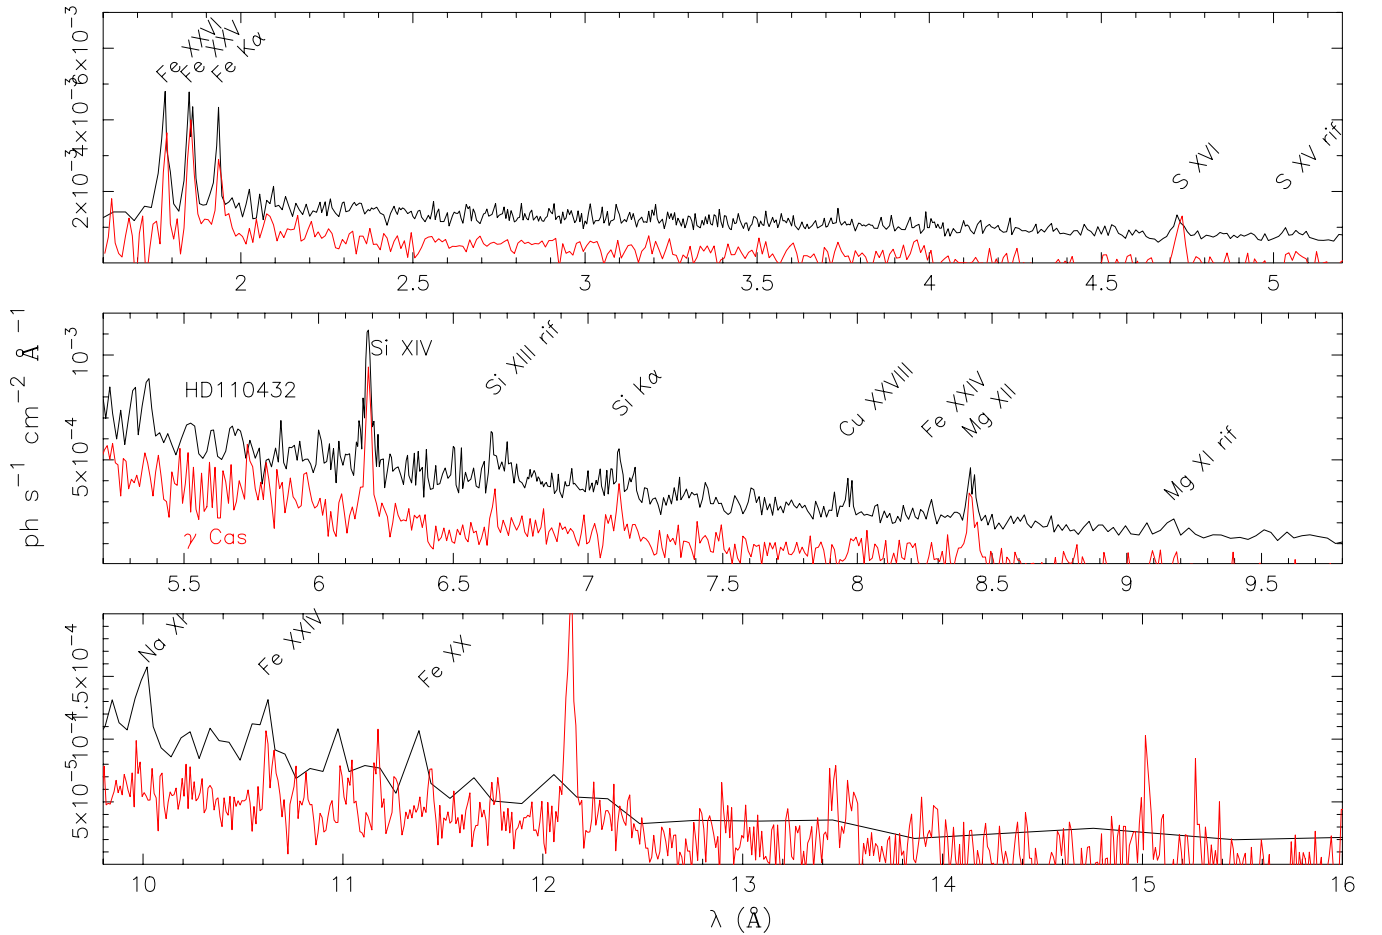 Fe XXVI
Fe XXV
Fe Kα
S XVI
S XV rif
6×10−3
4×10−3
2×10−3
2 2.5 3 3.5 4 4.5 5
Si XIV
Si XIII rif
Si Kα
Cu XXVIII
Fe XXIV
Mg XII
Mg XI rif
HD110432
γ Cas
10−3
5×10−4
5.5 6 6.5 7 7.5 8 8.5 9 9.5
ph s−1 cm−2 Å−1
Na XI
Fe XXIV
Fe XX
1.5×10−4
10−4
5×10−5
10 11 12 13 14 15 16
λ (Å)